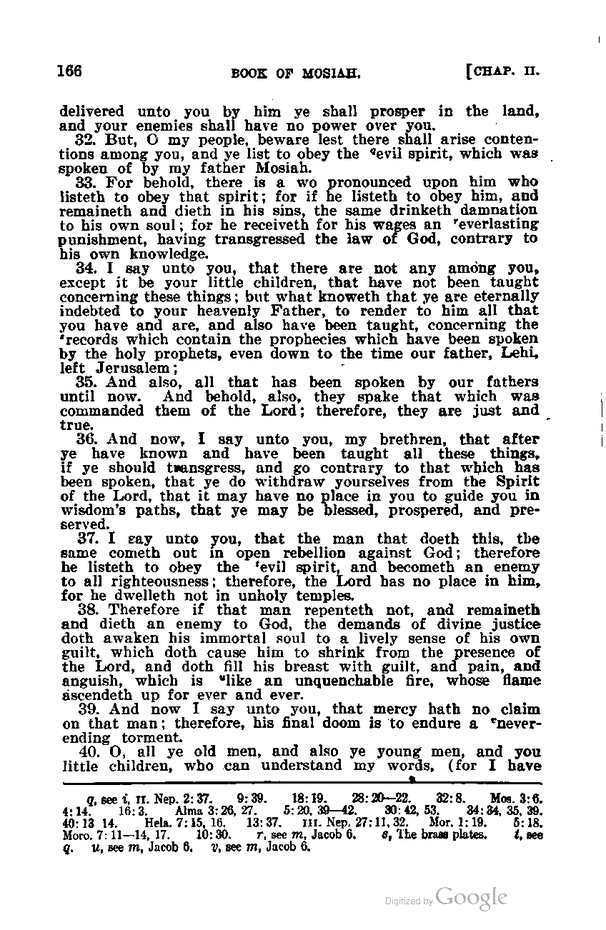 166 BOOK OF MOSIAH. [CHAP. II.
delivered unto you by him ye shall prosper in the land,
and your enemies shall have no power over you.
32. But, O my people, beware lest there shall arise conten-
tions among you, and ye list to obey the qevil spirit, which was
spoken of by my father Mosiah.
33. For behold, there is a wo pronounced upon him who
listeth to obey that spirit; for if he listeth to obey him, and
remaineth and dieth in his sins, the same drinketh damnation
to his own soul; for he receiveth for his wages an reverlasting
punishment, having transgressed the law of God, contrary to
his own knowledge.
34. I say unto you, that there are not any among you,
except it be your little children, that have not been taught
concerning these things; but what knoweth that ye are eternally
indebted to your heavenly Father, to render to him all that
you have and are, and also have been taught, concerning the
srecords which contain the prophecies which have been spoken
by the holy prophets, even down to the time our father, Lehi,
left Jerusalem;
35. And also, all that has been spoken by our fathers
until now. And behold, also, they spake that which was
commanded them of the Lord; therefore, they are just and
true.
36. And now, I say unto you, my brethren, that after
ye have known and have been taught all these things,
if ye should transgress, and go contrary to that which has
been spoken, that ye do withdraw yourselves from the Spirit
of the Lord, that it may have no place in you to guide you in
wisdom's paths, that ye may be blessed, prospered, and pre-
served.
37. I say unto you, that the man that doeth this, the
same cometh out in open rebellion against God; therefore
he listeth to obey the tevil spirit, and becometh an enemy
to all righteousness; therefore, the Lord has no place in him,
for he dwelleth not in unholy temples.
38. Therefore if that man repenteth not, and remaineth
and dieth an enemy to God, the demands of divine justice
doth awaken his immortal soul to a lively sense of his own
guilt, which doth cause him to shrink from the presence of
the Lord, and doth fill his breast with guilt, and pain, and
anguish, which is ulike an unquenchable fire, whose flame
ascendeth up for ever and ever.
39. And now I say unto you, that mercy hath no claim
on that man; therefore, his final doom is to endure a vnever-
ending torment.
40. O, all ye old men, and also ye young men, and you
little children, who can understand my words, (for I have
q, see i, II. Nep. 2:37. 9:39. 18:19. 28:20—22. 32:8. Mos. 3:6.
4:14. 16:3. Alma 3:26, 27. 5:20, 39—42. 30:42, 53. 34:34, 35, 39.
40:13 14. Hela. 7:15, 16. 13:37. III. Nep. 27:11, 32. Mor. 1:19. 5:18.
Moro. 7:11—14, 17. 10:30. r, see m, Jacob 6. s, The brass plates. t, see
q. u, see m, Jacob 6. v, see m, Jacob 6.
Digitized by Google